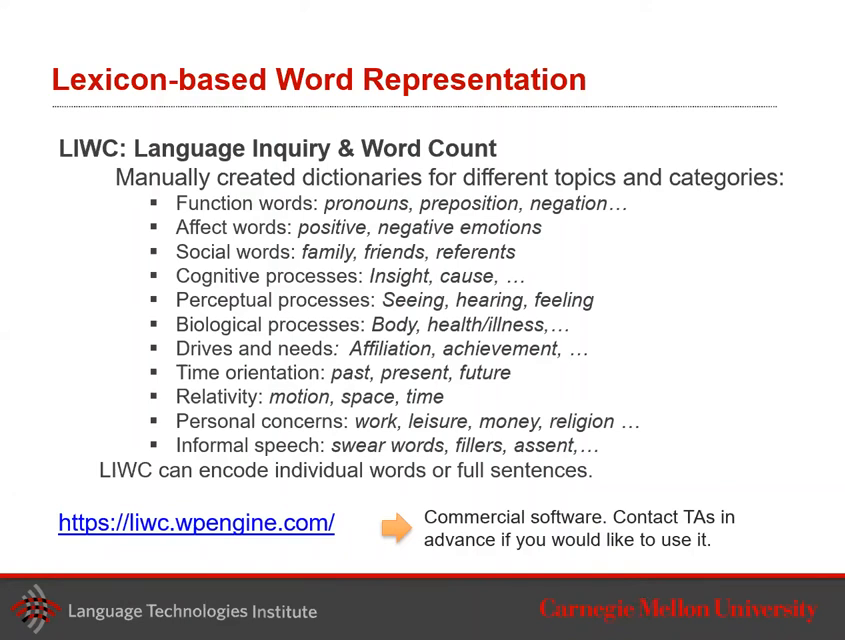 Lexicon-based Word Representation
LIWC: Language Inquiry & Word Count
Manually created dictionaries for different topics and categories:
▪ Function words: pronouns, preposition, negation…
▪ Affect words: positive, negative emotions
▪ Social words: family, friends, referents
▪ Cognitive processes: Insight, cause, …
▪ Perceptual processes: Seeing, hearing, feeling
▪ Biological processes: Body, health/illness,…
▪ Drives and needs: Affiliation, achievement, …
▪ Time orientation: past, present, future
▪ Relativity: motion, space, time
▪ Personal concerns: work, leisure, money, religion …
▪ Informal speech: swear words, fillers, assent,…
LIWC can encode individual words or full sentences.
https://liwc.wpengine.com/
Commercial software. Contact TAs in
advance if you would like to use it.
Language Technologies Institute
Carnegie Mellon University